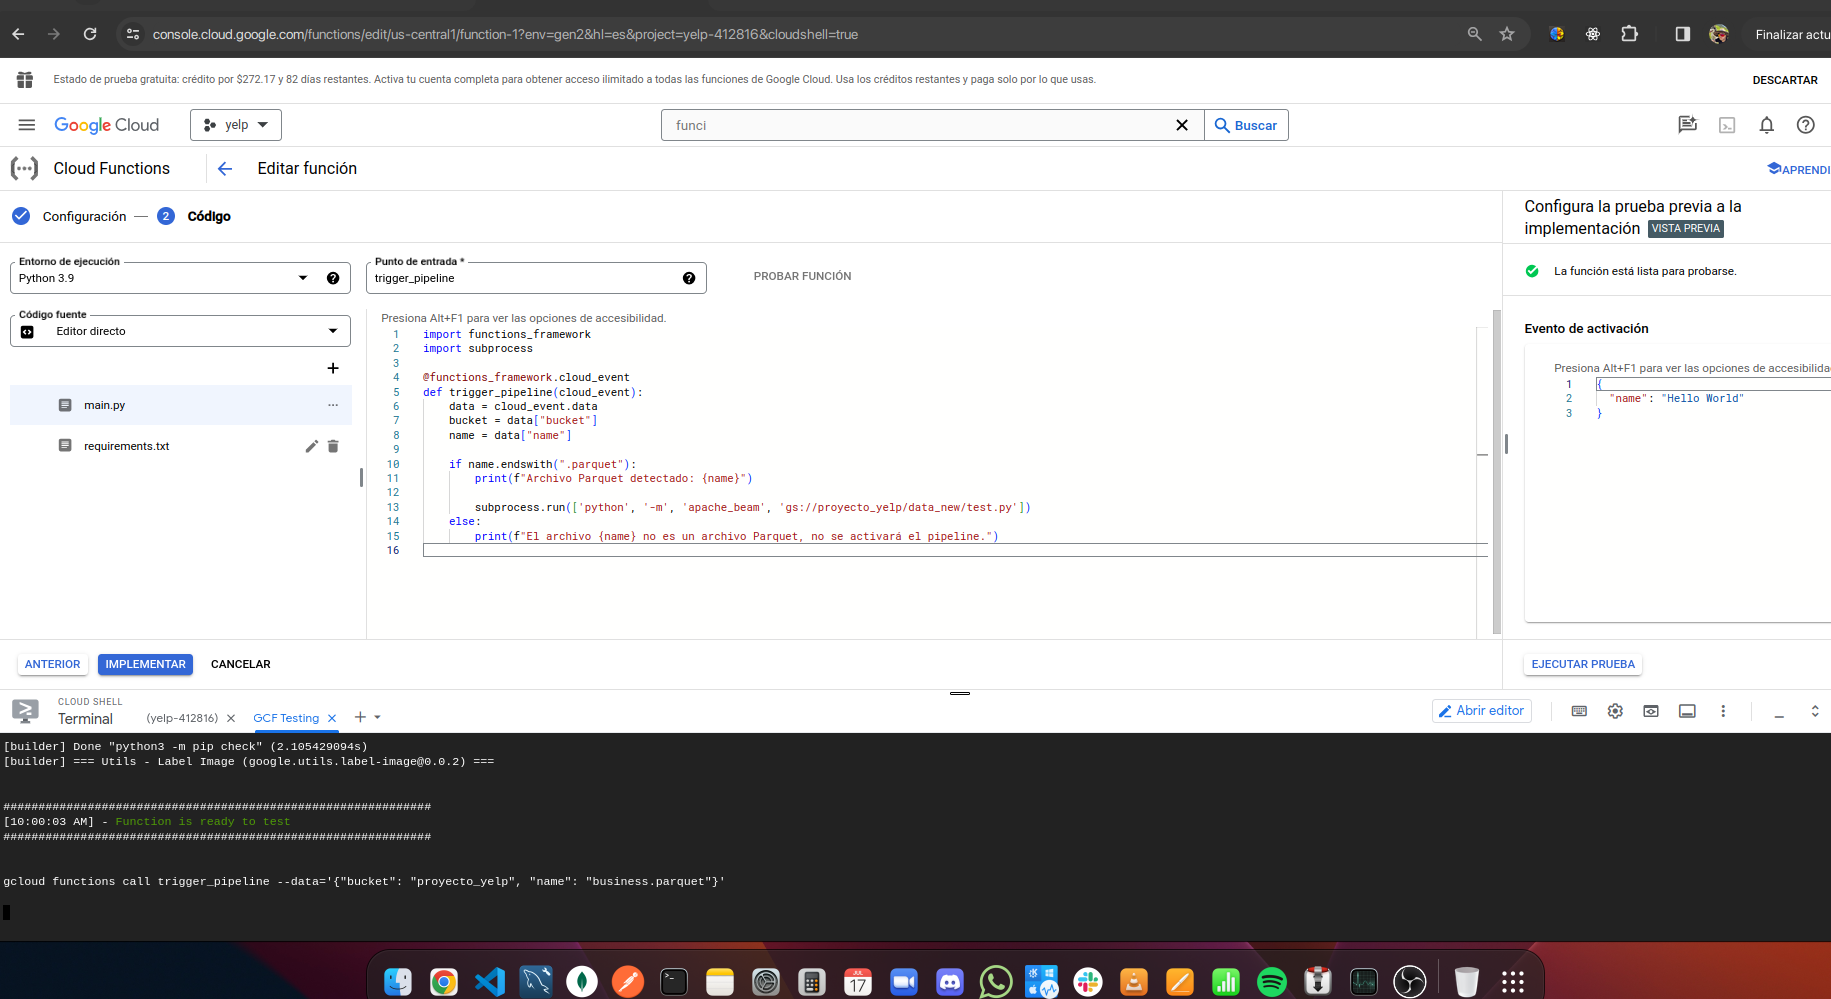 console.cloud.google.com/functions/edit/us-central1/function-1?env=gen2&hl=es&project=yelp-412816&cloudshell=true
Finalizar actu
Estado de prueba gratuita: crédito por $272.17 y 82 días restantes. Activa tu cuenta completa para obtener acceso ilimitado a todas las funciones de Google Cloud. Usa los créditos restantes y paga solo por lo que usas.
DESCARTAR
Google Cloud
yelp
funci
Buscar
Cloud Functions
Editar función
APRENDI
Configuración
2
Código
Configura la prueba previa a la
implementación VISTA PREVIA
Entorno de ejecución
Python 3.9
Punto de entrada *
trigger_pipeline
PROBAR FUNCIÓN
La función está lista para probarse.
Código fuente
Editor directo
main.py
requirements.txt
Presiona Alt+F1 para ver las opciones de accesibilidad.
1 import functions_framework
2 import subprocess
3
4 @functions_framework.cloud_event
5 def trigger_pipeline(cloud_event):
6 data = cloud_event.data
7 bucket = data["bucket"]
8 name = data["name"]
9
10 if name.endswith(".parquet"):
11 print(f"Archivo Parquet detectado: {name}")
12
13 subprocess.run(['python', '-m', 'apache_beam', 'gs://proyecto_yelp/data_new/test.py'])
14 else:
15 print(f"El archivo {name} no es un archivo Parquet, no se activará el pipeline.")
16
Evento de activación
Presiona Alt+F1 para ver las opciones de accesibilida
1 {
2 "name": "Hello World"
3 }
ANTERIOR
IMPLEMENTAR
CANCELAR
EJECUTAR PRUEBA
CLOUD SHELL
Terminal
(yelp-412816)
GCF Testing
Abrir editor
[builder] Done "python3 -m pip check" (2.105429094s)
[builder] === Utils - Label Image (google.utils.label-image@0.0.2) ===
#############################################################
[10:00:03 AM] - Function is ready to test
#############################################################
gcloud functions call trigger_pipeline --data='{"bucket": "proyecto_yelp", "name": "business.parquet"}'
JUL
17